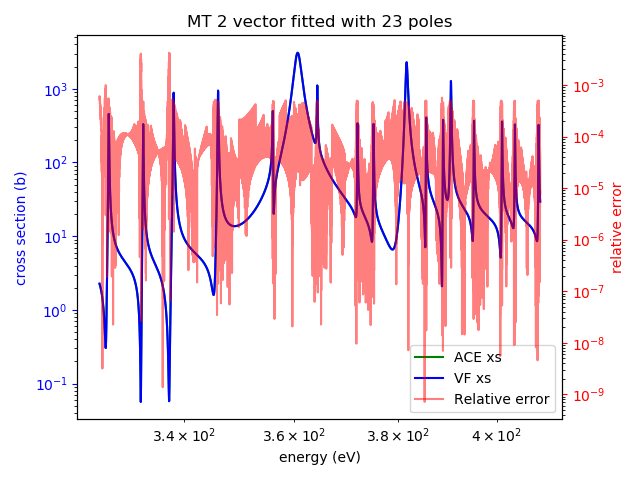 MT 2 vector fitted with 23 poles
cross section (b)
10³
10²
10¹
10⁰
10⁻¹
10⁻³
10⁻⁴
10⁻⁵
10⁻⁶
10⁻⁷
10⁻⁸
10⁻⁹
relative error
ACE xs
VF xs
Relative error
3.4 × 10² 3.6 × 10² 3.8 × 10² 4 × 10²
energy (eV)